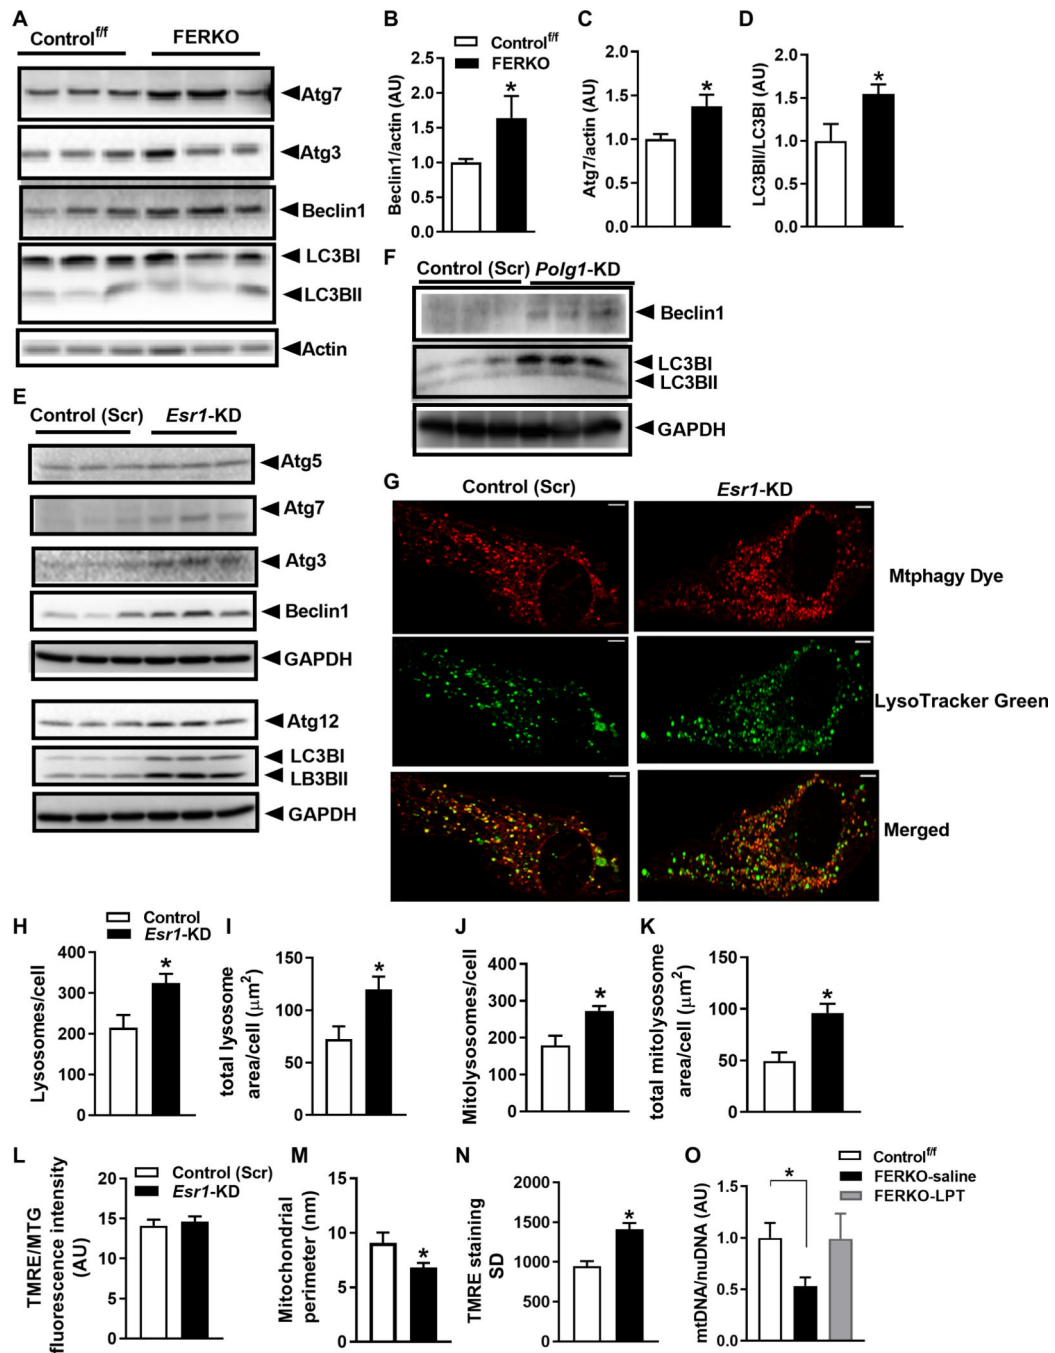 A
Control^f/f FERKO
Atg7
Atg3
Beclin1
LC3BI
LC3BII
Actin
B
Control^f/f
FERKO
Beclin1/actin (AU)
2.5
2.0
1.5
1.0
0.5
0.0
*
C
Atg7/actin (AU)
2.0
1.5
1.0
0.5
0.0
*
D
LC3BII/LC3BI (AU)
2.0
1.5
1.0
0.5
0.0
*
E
Control (Scr) Esr1-KD
Atg5
Atg7
Atg3
Beclin1
GAPDH
Atg12
LC3BI
LB3BII
GAPDH
F
Control (Scr) Polg1-KD
Beclin1
LC3BI
LC3BII
GAPDH
G
Control (Scr) Esr1-KD
Mtphagy Dye
LysoTracker Green
Merged
H
Control
Esr1-KD
Lysosomes/cell
400
300
200
100
0
*
I
total lysosome
area/cell (μm²)
150
100
50
0
*
J
Mitolysosomes/cell
400
300
200
100
0
*
K
total mitolysosome
area/cell (μm²)
150
100
50
0
*
L
Control (Scr)
Esr1-KD
TMRE/MTG
fluorescence intensity
(AU)
20
15
10
5
0
M
Mitochondrial
perimeter (nm)
15
10
5
0
*
N
TMRE staining
SD
2000
1500
1000
500
0
*
O
Control^f/f
FERKO-saline
FERKO-LPT
mtDNA/nuDNA (AU)
1.5
1.0
0.5
0.0
*